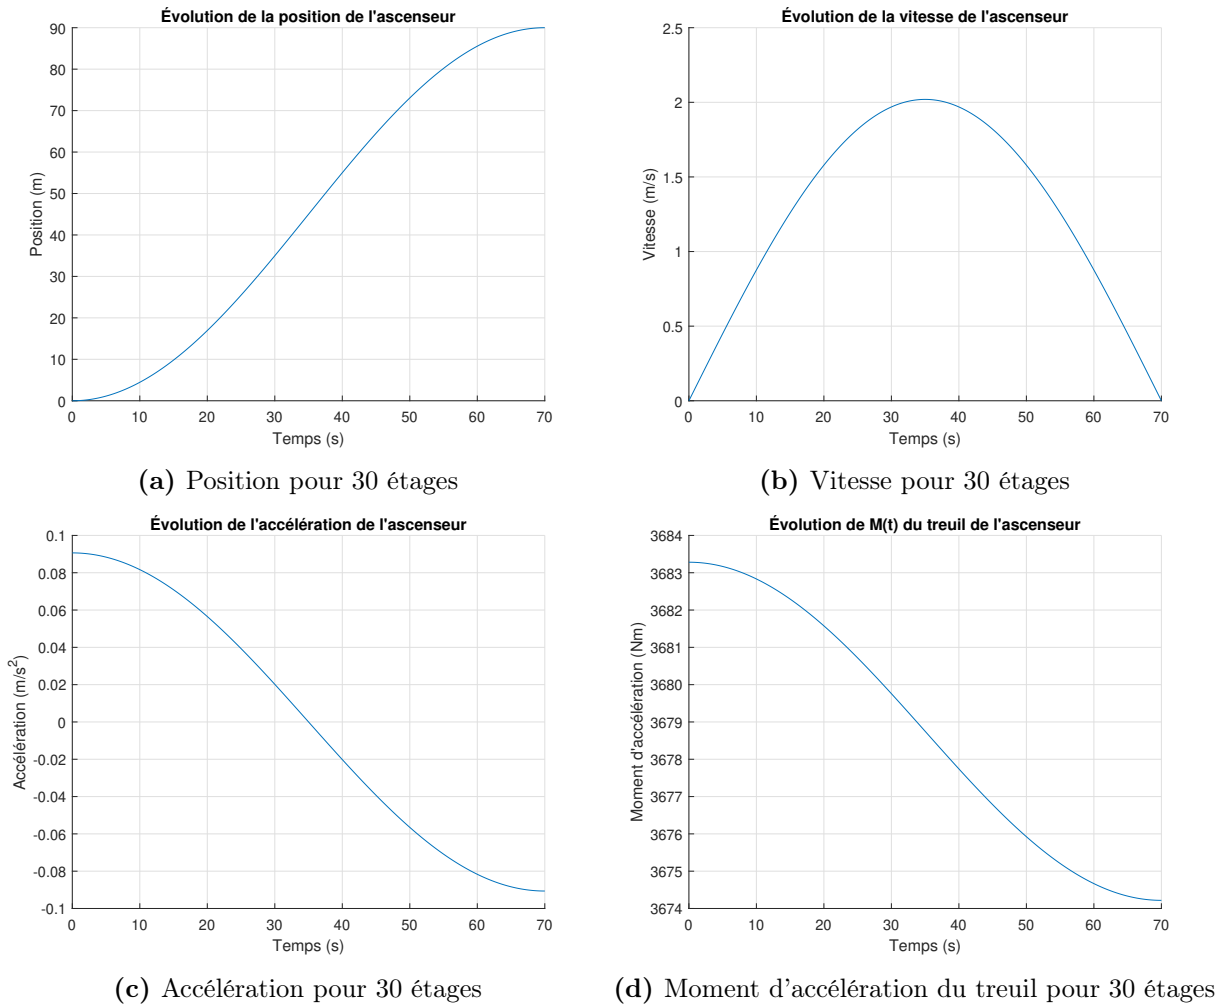 Évolution de la position de l'ascenseur
90
80
70
60
50
40
30
20
10
0
Position (m)
0 10 20 30 40 50 60 70
Temps (s)
(a) Position pour 30 étages
Évolution de la vitesse de l'ascenseur
2.5
2
1.5
1
0.5
0
Vitesse (m/s)
0 10 20 30 40 50 60 70
Temps (s)
(b) Vitesse pour 30 étages
Évolution de l'accélération de l'ascenseur
0.1
0.08
0.06
0.04
0.02
0
-0.02
-0.04
-0.06
-0.08
-0.1
Accélération (m/s²)
0 10 20 30 40 50 60 70
Temps (s)
(c) Accélération pour 30 étages
Évolution de M(t) du treuil de l'ascenseur
3684
3683
3682
3681
3680
3679
3678
3677
3676
3675
3674
Moment d'accélération (Nm)
0 10 20 30 40 50 60 70
Temps (s)
(d) Moment d'accélération du treuil pour 30 étages